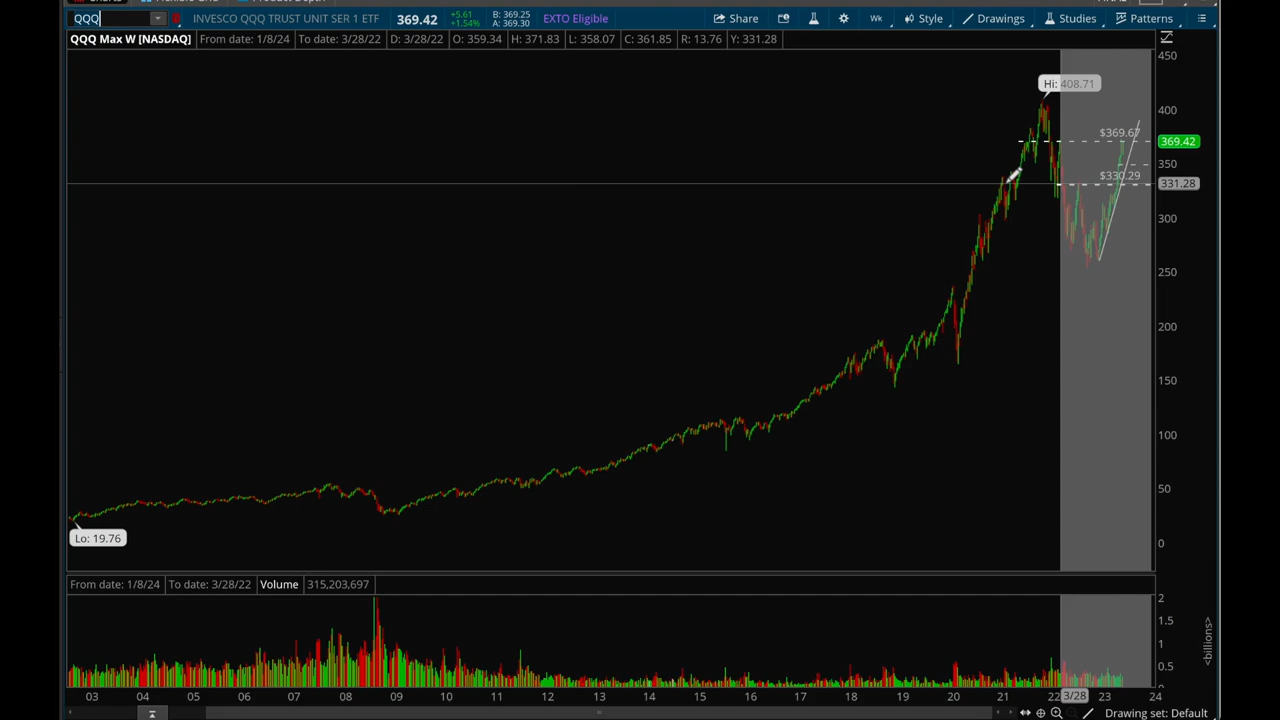 QQQ INVESCO QQQ TRUST UNIT SER 1 ETF 369.42 +5.61 +1.54% B: 369.25 A: 369.30 EXTO Eligible Share Wk Style Drawings Studies Patterns
QQQ Max W [NASDAQ] From date: 1/8/24 To date: 3/28/22 D: 3/28/22 O: 359.34 H: 371.83 L: 358.07 C: 361.85 R: 13.76 Y: 331.28
450
Hi: 408.71
400
$369.67
369.42
350
$330.29
331.28
300
250
200
150
100
50
Lo: 19.76
0
From date: 1/8/24 To date: 3/28/22 Volume 315,203,697
2
1.5
1
0.5
<billions>
03 04 05 06 07 08 09 10 11 12 13 14 15 16 17 18 19 20 21 22 3/28 23 24
Drawing set: Default